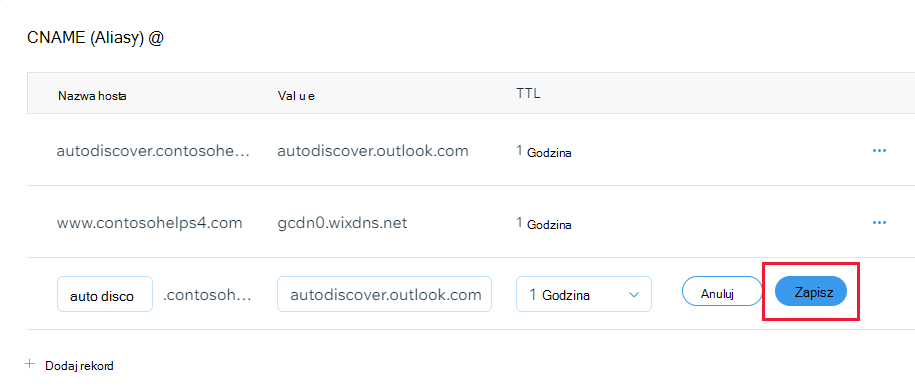 CNAME (Aliasy) @
Nazwa hosta Value TTL
autodiscover.contosohe... autodiscover.outlook.com 1 Godzina
www.contosohelps4.com gcdn0.wixdns.net 1 Godzina
auto disco .contosoh... autodiscover.outlook.com 1 Godzina Anuluj Zapisz
+ Dodaj rekord